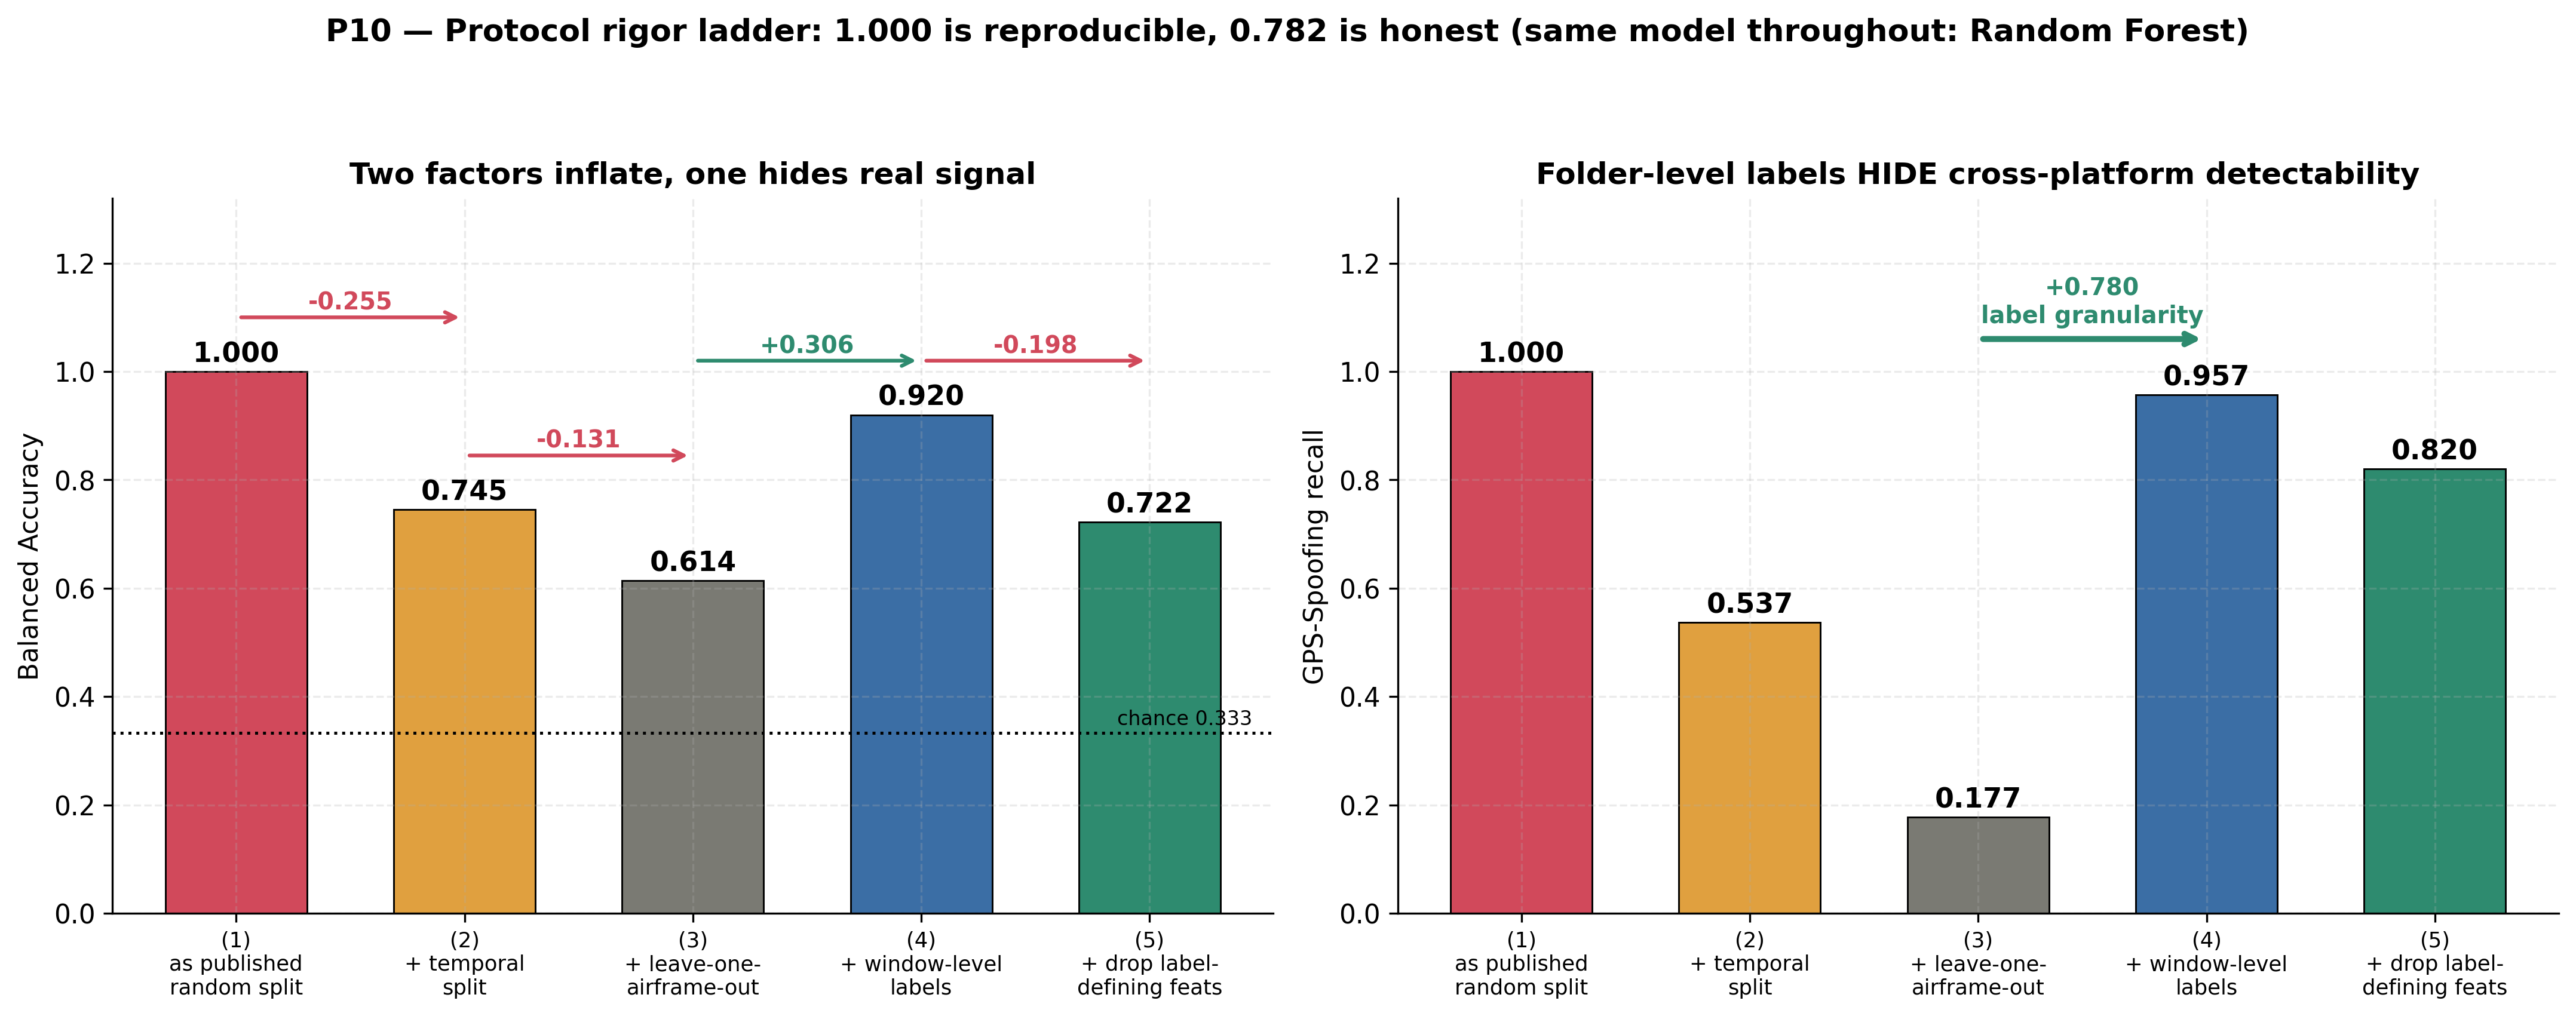 P10 — Protocol rigor ladder: 1.000 is reproducible, 0.782 is honest (same model throughout: Random Forest)
Two factors inflate, one hides real signal
Balanced Accuracy
1.2
1.0
0.8
0.6
0.4
0.2
0.0
-0.255
-0.131
+0.306
-0.198
1.000
0.745
0.614
0.920
0.722
chance 0.333
(1)
as published
random split
(2)
+ temporal
split
(3)
+ leave-one-
airframe-out
(4)
+ window-level
labels
(5)
+ drop label-
defining feats
Folder-level labels HIDE cross-platform detectability
GPS-Spoofing recall
1.2
1.0
0.8
0.6
0.4
0.2
0.0
+0.780
label granularity
1.000
0.537
0.177
0.957
0.820
(1)
as published
random split
(2)
+ temporal
split
(3)
+ leave-one-
airframe-out
(4)
+ window-level
labels
(5)
+ drop label-
defining feats